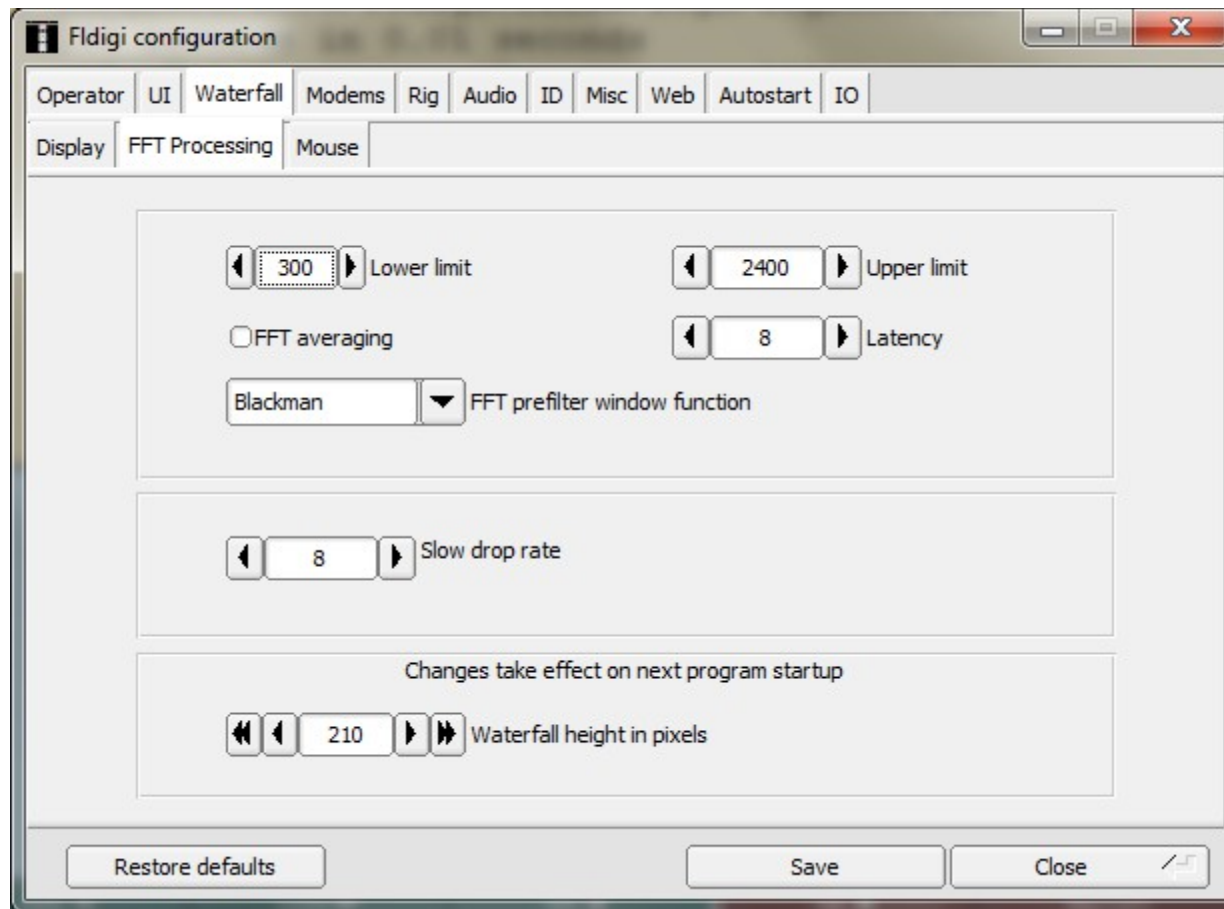 Fldigi configuration
Operator UI Waterfall Modems Rig Audio ID Misc Web Autostart IO
Display FFT Processing Mouse
300 Lower limit 2400 Upper limit
FFT averaging 8 Latency
Blackman FFT prefilter window function
8 Slow drop rate
Changes take effect on next program startup
210 Waterfall height in pixels
Restore defaults Save Close